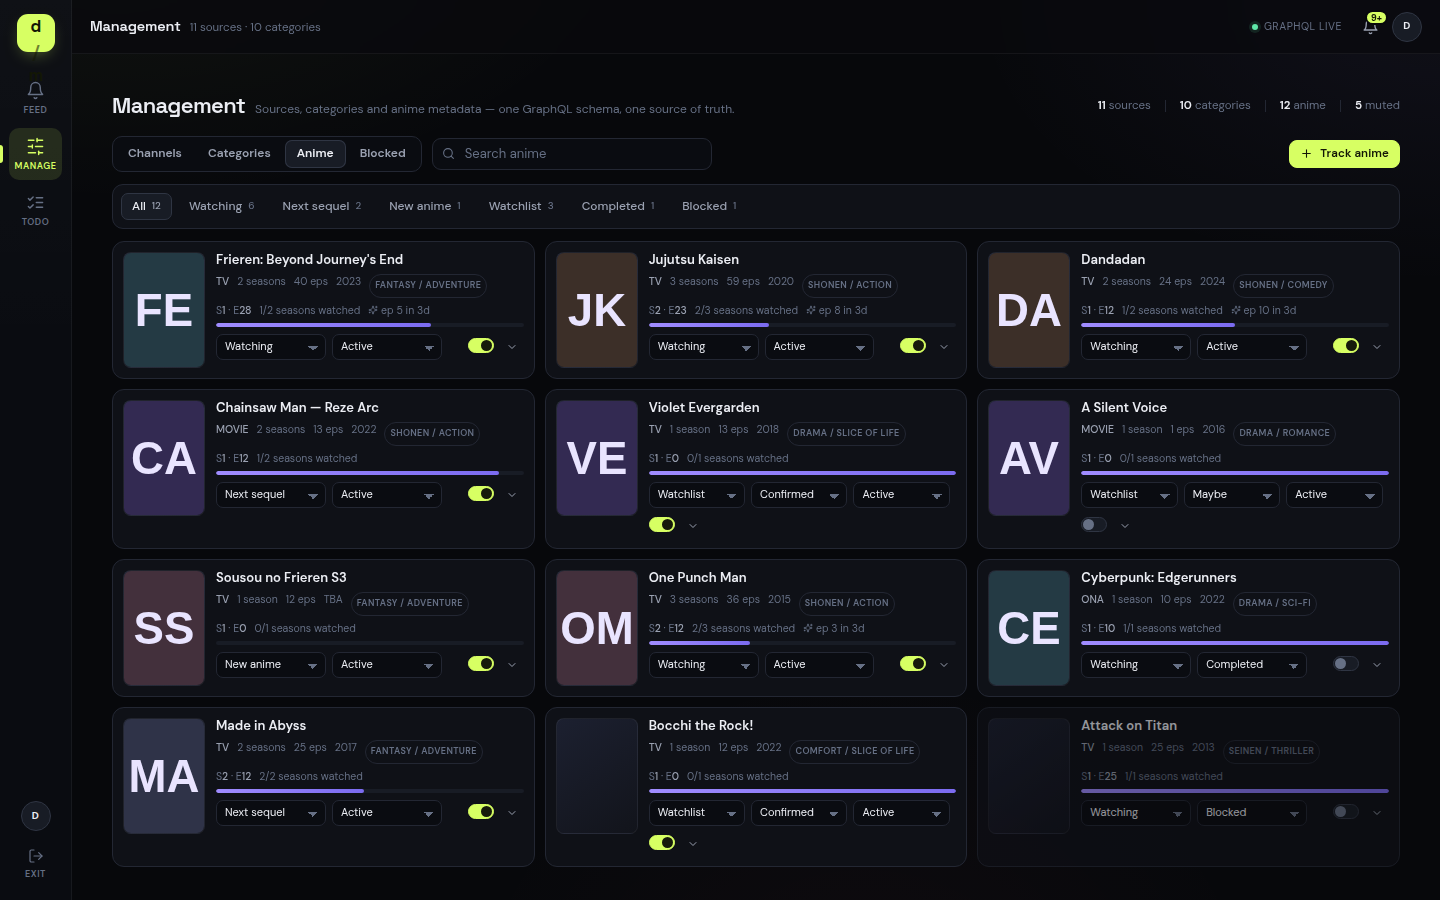 d
/
Management 11 sources · 10 categories
GRAPHQL LIVE 9+ D
FEED
MANAGE
TODO
D
EXIT
Management Sources, categories and anime metadata — one GraphQL schema, one source of truth.
11 sources 10 categories 12 anime 5 muted
Channels Categories Anime Blocked Search anime + Track anime
All 12 Watching 6 Next sequel 2 New anime 1 Watchlist 3 Completed 1 Blocked 1
FE
Frieren: Beyond Journey's End
TV 2 seasons 40 eps 2023 FANTASY / ADVENTURE
S1 · E28 1/2 seasons watched ep 5 in 3d
Watching Active
JK
Jujutsu Kaisen
TV 3 seasons 59 eps 2020 SHONEN / ACTION
S2 · E23 2/3 seasons watched ep 8 in 3d
Watching Active
DA
Dandadan
TV 2 seasons 24 eps 2024 SHONEN / COMEDY
S1 · E12 1/2 seasons watched ep 10 in 3d
Watching Active
CA
Chainsaw Man — Reze Arc
MOVIE 2 seasons 13 eps 2022 SHONEN / ACTION
S1 · E12 1/2 seasons watched
Next sequel Active
VE
Violet Evergarden
TV 1 season 13 eps 2018 DRAMA / SLICE OF LIFE
S1 · E0 0/1 seasons watched
Watchlist Confirmed Active
AV
A Silent Voice
MOVIE 1 season 1 eps 2016 DRAMA / ROMANCE
S1 · E0 0/1 seasons watched
Watchlist Maybe Active
SS
Sousou no Frieren S3
TV 1 season 12 eps TBA FANTASY / ADVENTURE
S1 · E0 0/1 seasons watched
New anime Active
OM
One Punch Man
TV 3 seasons 36 eps 2015 SHONEN / ACTION
S2 · E12 2/3 seasons watched ep 3 in 3d
Watching Active
CE
Cyberpunk: Edgerunners
ONA 1 season 10 eps 2022 DRAMA / SCI-FI
S1 · E10 1/1 seasons watched
Watching Completed
MA
Made in Abyss
TV 2 seasons 25 eps 2017 FANTASY / ADVENTURE
S2 · E12 2/2 seasons watched
Next sequel Active
Bocchi the Rock!
TV 1 season 12 eps 2022 COMFORT / SLICE OF LIFE
S1 · E0 0/1 seasons watched
Watchlist Confirmed Active
Attack on Titan
TV 1 season 25 eps 2013 SEINEN / THRILLER
S1 · E25 1/1 seasons watched
Watching Blocked